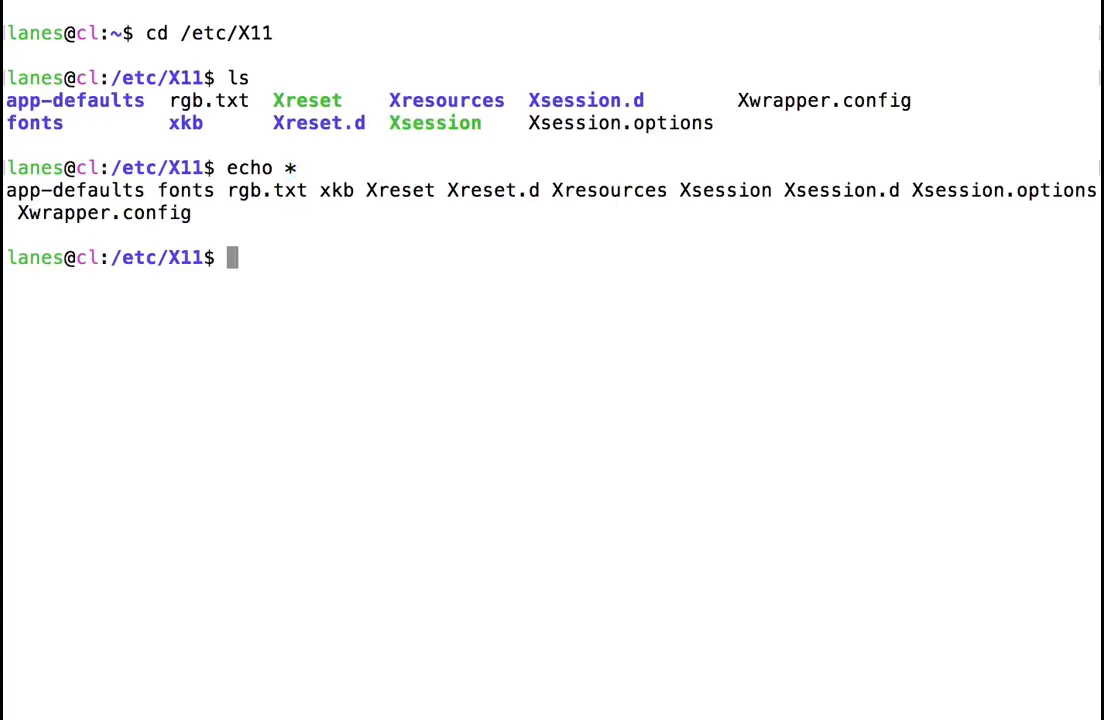 lanes@cl:~$ cd /etc/X11
lanes@cl:/etc/X11$ ls
app-defaults  rgb.txt  Xreset    Xresources  Xsession.d        Xwrapper.config
fonts         xkb      Xreset.d  Xsession    Xsession.options
lanes@cl:/etc/X11$ echo *
app-defaults fonts rgb.txt xkb Xreset Xreset.d Xresources Xsession Xsession.d Xsession.options
 Xwrapper.config
lanes@cl:/etc/X11$